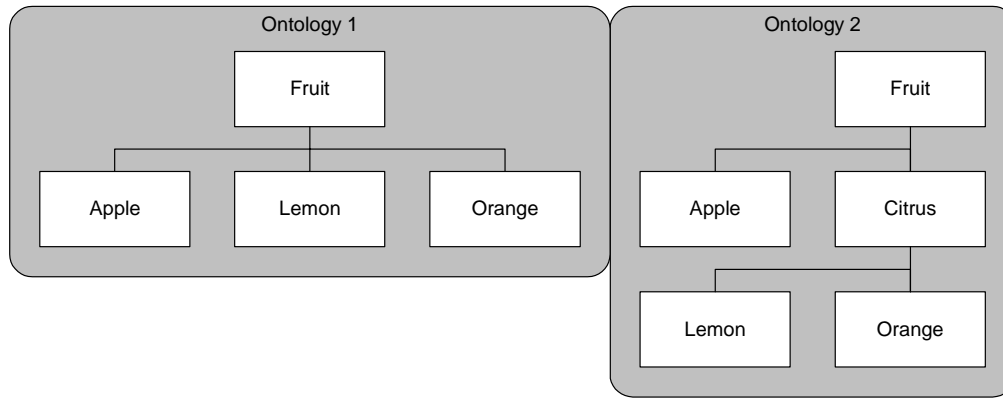 Ontology 1
Fruit
Apple
Lemon
Orange
Ontology 2
Fruit
Apple
Citrus
Lemon
Orange